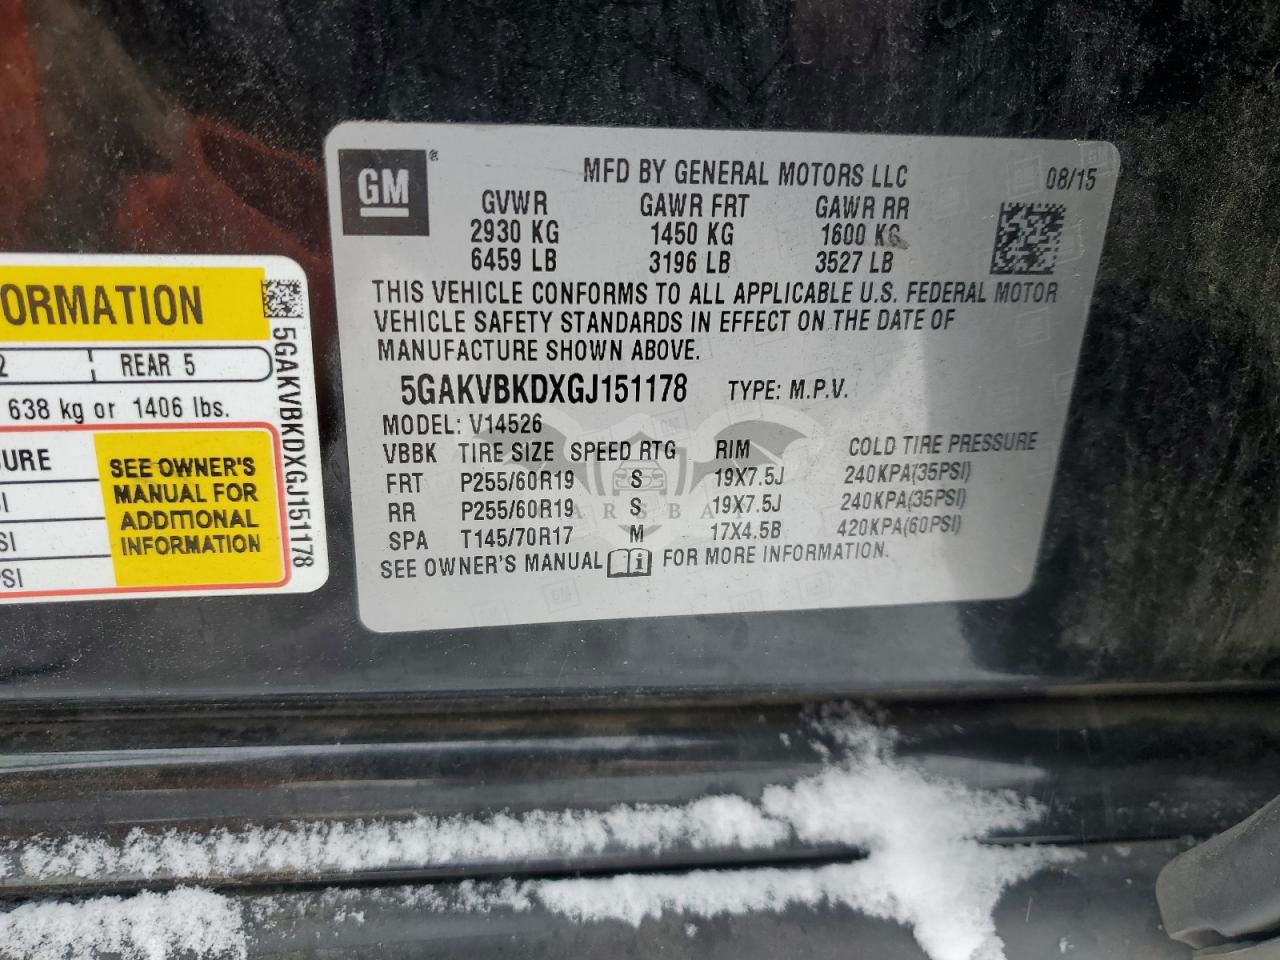 GM
®
MFD BY GENERAL MOTORS LLC
08/15
GVWR GAWR FRT GAWR RR
2930 KG 1450 KG 1600 KG
6459 LB 3196 LB 3527 LB
THIS VEHICLE CONFORMS TO ALL APPLICABLE U.S. FEDERAL MOTOR
VEHICLE SAFETY STANDARDS IN EFFECT ON THE DATE OF
MANUFACTURE SHOWN ABOVE.
5GAKVBKDXGJ151178 TYPE: M.P.V.
MODEL: V14526
VBBK TIRE SIZE SPEED RTG RIM COLD TIRE PRESSURE
FRT P255/60R19 S 19X7.5J 240KPA(35PSI)
RR P255/60R19 S 19X7.5J 240KPA(35PSI)
SPA T145/70R17 M 17X4.5B 420KPA(60PSI)
SEE OWNER'S MANUAL i FOR MORE INFORMATION.
ORMATION
2 REAR 5
638 kg or 1406 lbs.
URE
SI
SI
PSI
SEE OWNER'S
MANUAL FOR
ADDITIONAL
INFORMATION
5GAKVBKDXGJ151178